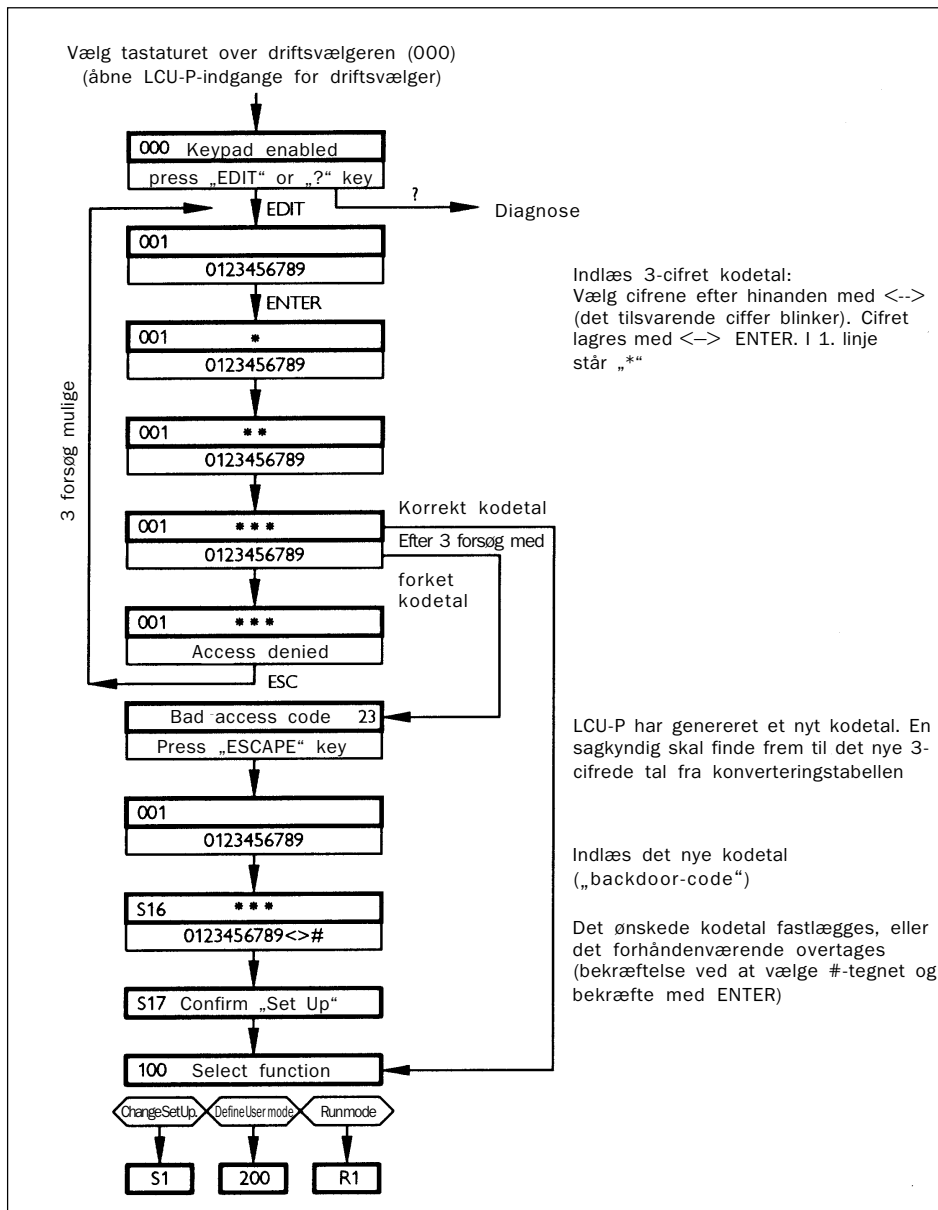 Vælg tastaturet over driftsvælgeren (000)
(åbne LCU-P-indgange for driftsvælger)
000 Keypad enabled
press „EDIT“ or „?“ key
?
EDIT
Diagnose
001
0123456789
Indlæs 3-cifret kodetal:
Vælg cifrene efter hinanden med <-->
(det tilsvarende ciffer blinker). Cifret
lagres med <—> ENTER. I 1. linje
står „*“
ENTER
001 *
0123456789
3 forsøg mulige
001 **
0123456789
001 ***
0123456789
Korrekt kodetal
Efter 3 forsøg med
forket
kodetal
001 ***
Access denied
ESC
Bad access code 23
Press „ESCAPE“ key
LCU-P har genereret et nyt kodetal. En
sagkyndig skal finde frem til det nye 3-
cifrede tal fra konverteringstabellen
001
0123456789
Indlæs det nye kodetal
(„backdoor-code“)
S16 ***
0123456789<>#
Det ønskede kodetal fastlægges, eller
det forhåndenværende overtages
(bekræftelse ved at vælge #-tegnet og
bekræfte med ENTER)
S17 Confirm „Set Up“
100 Select function
ChangeSetUp.
Define User mode
Runmode
S1
200
R1